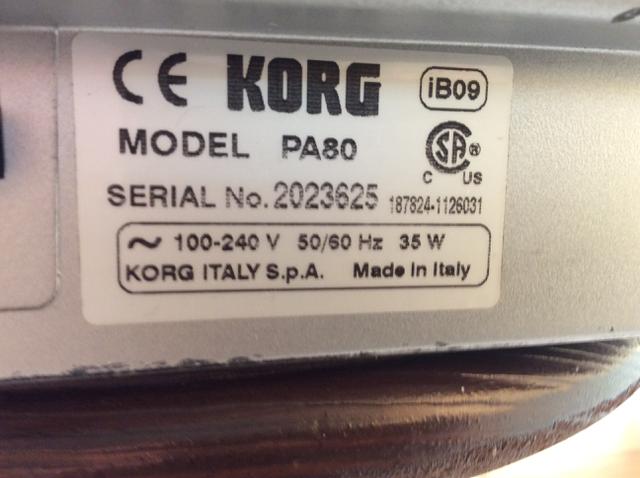 CE KORG iB09
MODEL PA80
CSA®
C US
SERIAL No. 2023625 187824-1126031
~ 100-240 V 50/60 Hz 35 W
KORG ITALY S.p.A. Made in Italy